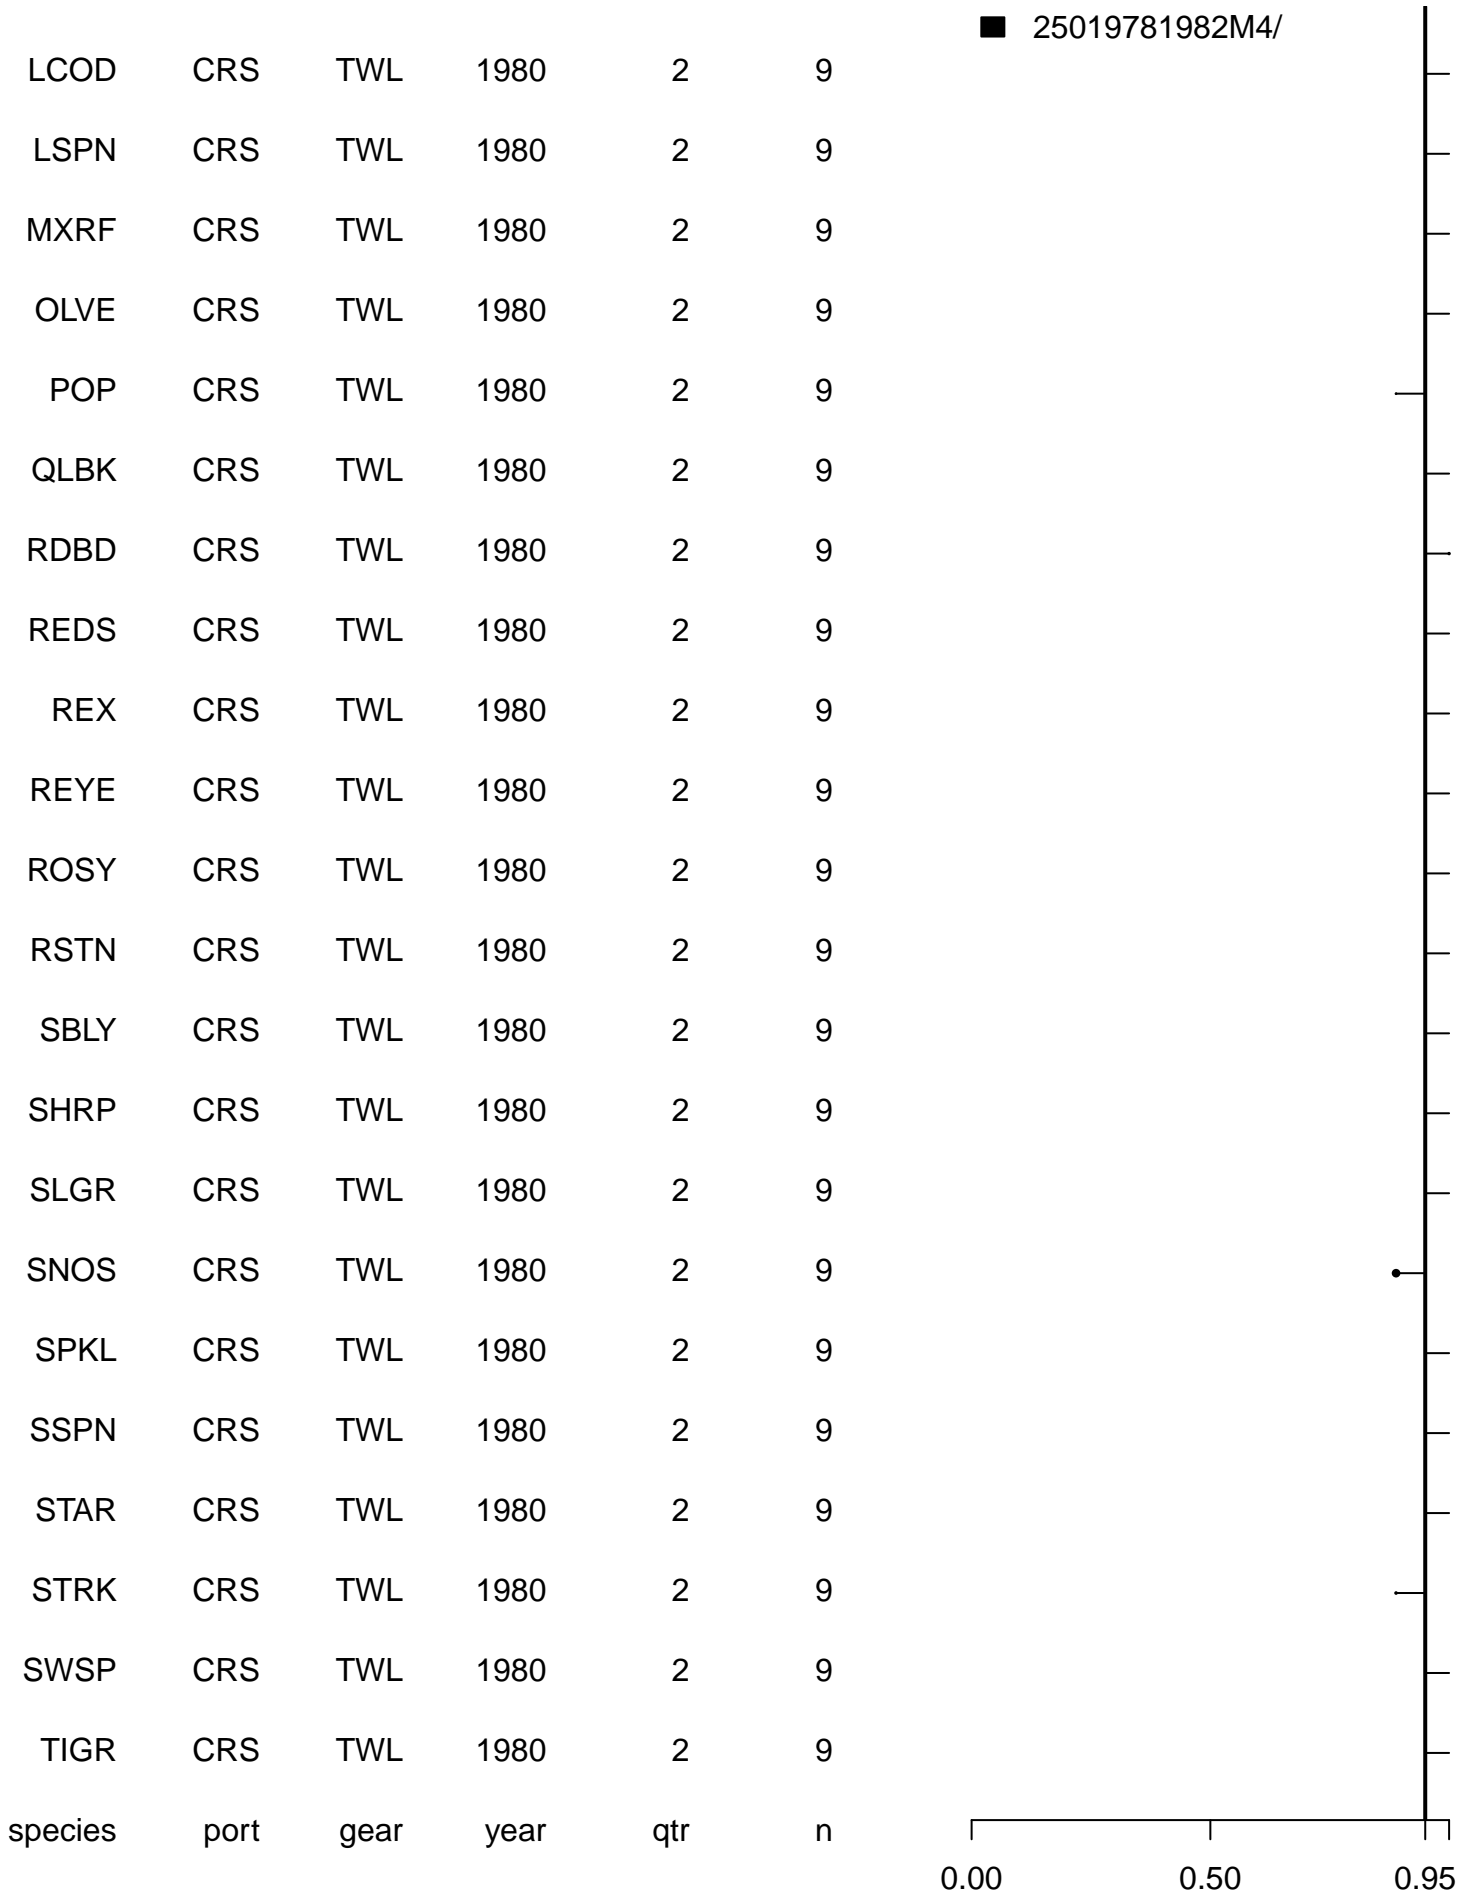 25019781982M4/
LCOD CRS TWL 1980 2 9
LSPN CRS TWL 1980 2 9
MXRF CRS TWL 1980 2 9
OLVE CRS TWL 1980 2 9
POP CRS TWL 1980 2 9
QLBK CRS TWL 1980 2 9
RDBD CRS TWL 1980 2 9
REDS CRS TWL 1980 2 9
REX CRS TWL 1980 2 9
REYE CRS TWL 1980 2 9
ROSY CRS TWL 1980 2 9
RSTN CRS TWL 1980 2 9
SBLY CRS TWL 1980 2 9
SHRP CRS TWL 1980 2 9
SLGR CRS TWL 1980 2 9
SNOS CRS TWL 1980 2 9
SPKL CRS TWL 1980 2 9
SSPN CRS TWL 1980 2 9
STAR CRS TWL 1980 2 9
STRK CRS TWL 1980 2 9
SWSP CRS TWL 1980 2 9
TIGR CRS TWL 1980 2 9
species port gear year qtr n
0.00 0.50 0.95